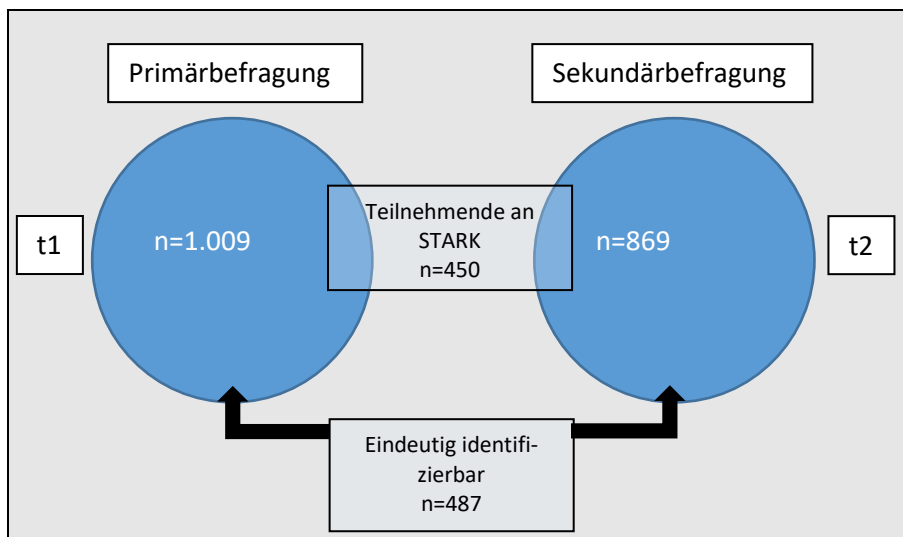 Primärbefragung
Sekundärbefragung
t1
n=1.009
Teilnehmende an
STARK
n=450
n=869
t2
Eindeutig identifi-
zierbar
n=487